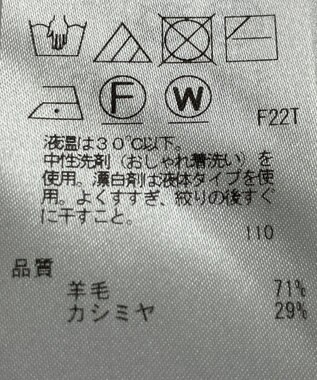 F W
F22T
液温は30℃以下。
中性洗剤（おしゃれ着洗い）を
使用。漂白剤は液体タイプを使
用。よくすすぎ、絞りの後すぐ
に干すこと。
110
品質
羊毛 71%
カシミヤ 29%